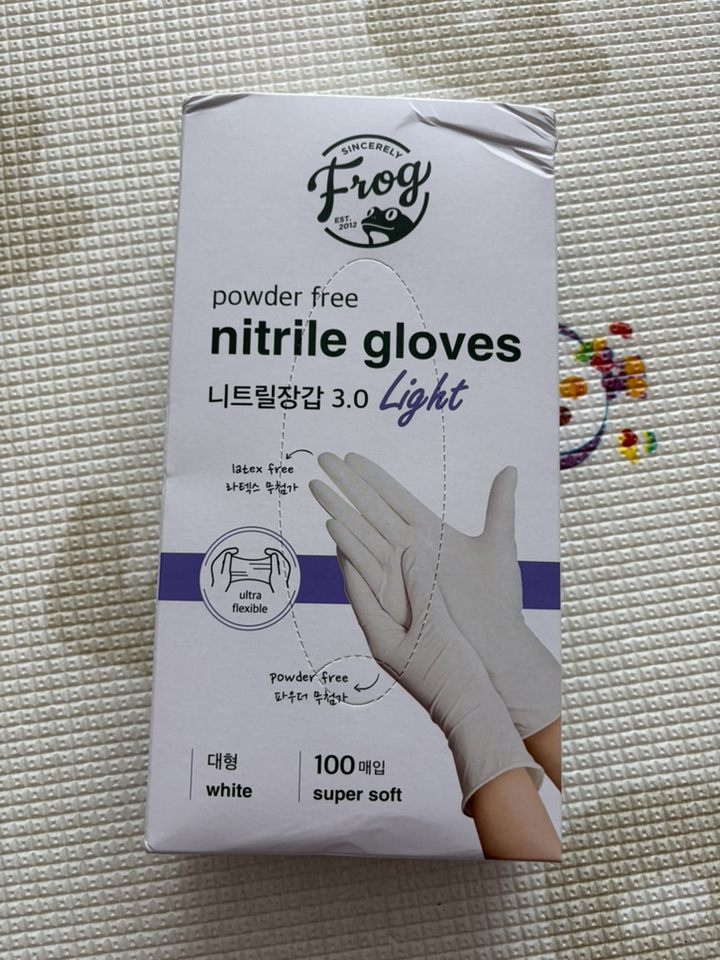 SINCERELY
Frog
EST.
2012
powder free
nitrile gloves
니트릴장갑 3.0 Light
latex free
라텍스 무첨가
ultra
flexible
powder free
파우더 무첨가
대형
white
100매입
super soft